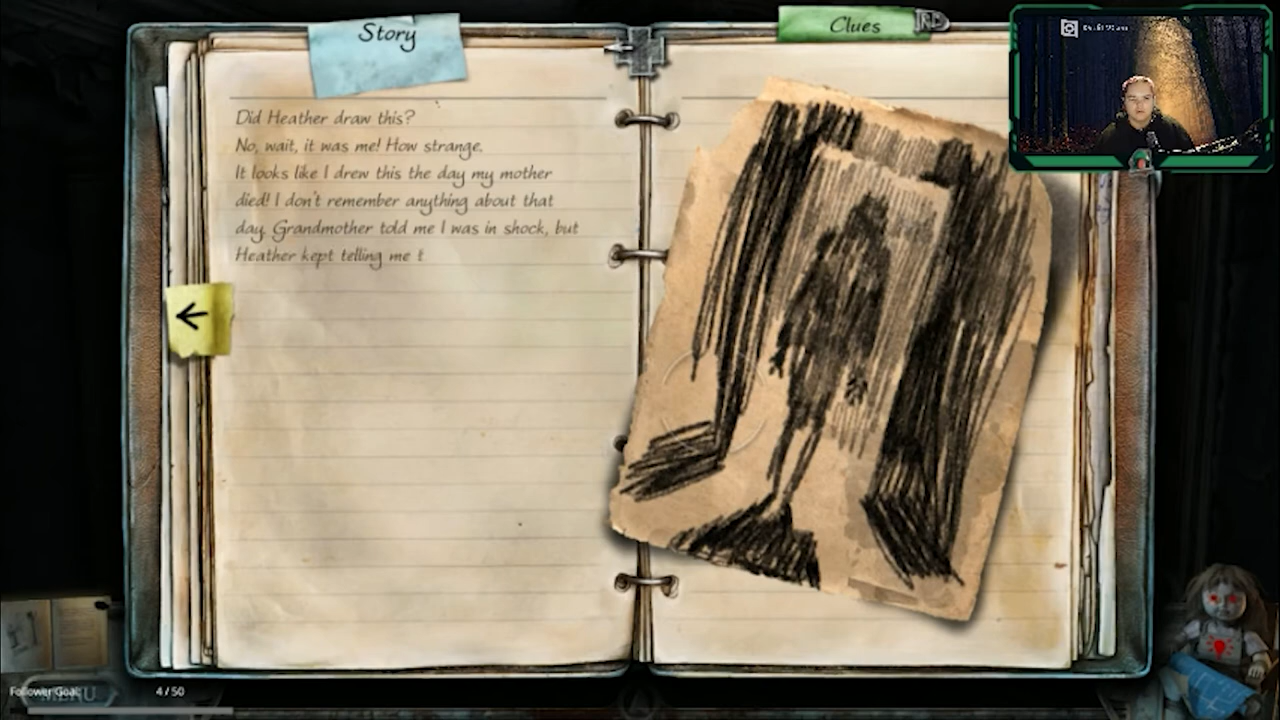 Story
Clues
Did Heather draw this?
No, wait, it was me! How strange.
It looks like I drew this the day my mother
died! I don't remember anything about that
day. Grandmother told me I was in shock, but
Heather kept telling me t
Follower Goal:
4 / 50
MENU